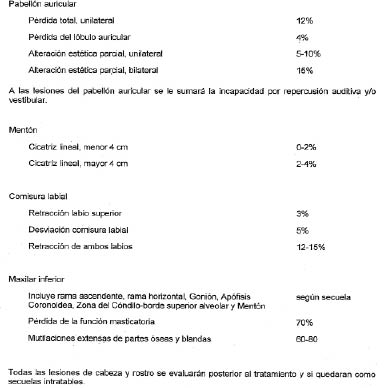 Pabellón auricular
Pérdida total, unilateral 12%
Pérdida del lóbulo auricular 4%
Alteración estética parcial, unilateral 5-10%
Alteración estética parcial, bilateral 15%
A las lesiones del pabellón auricular se le sumará la incapacidad por repercusión auditiva y/o
vestibular.
Mentón
Cicatriz lineal, menor 4 cm 0-2%
Cicatriz lineal, mayor 4 cm 2-4%
Comisura labial
Retracción labio superior 3%
Desviación comisura labial 5%
Retracción de ambos labios 12-15%
Maxilar inferior
Incluye rama ascendente, rama horizontal, Gonión, Apófisis según secuela
Coronoidea, Zona del Cóndilo-borde superior alveolar y Mentón
Pérdida de la función masticatoria 70%
Mutilaciones extensas de partes óseas y blandas 60-80
Todas las lesiones de cabeza y rostro se evaluarán posterior al tratamiento y si quedaran como
secuelas intratables.